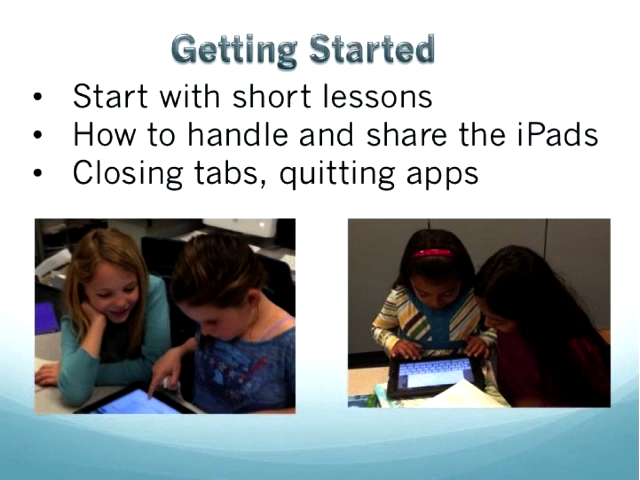 Getting Started
• Start with short lessons
• How to handle and share the iPads
• Closing tabs, quitting apps